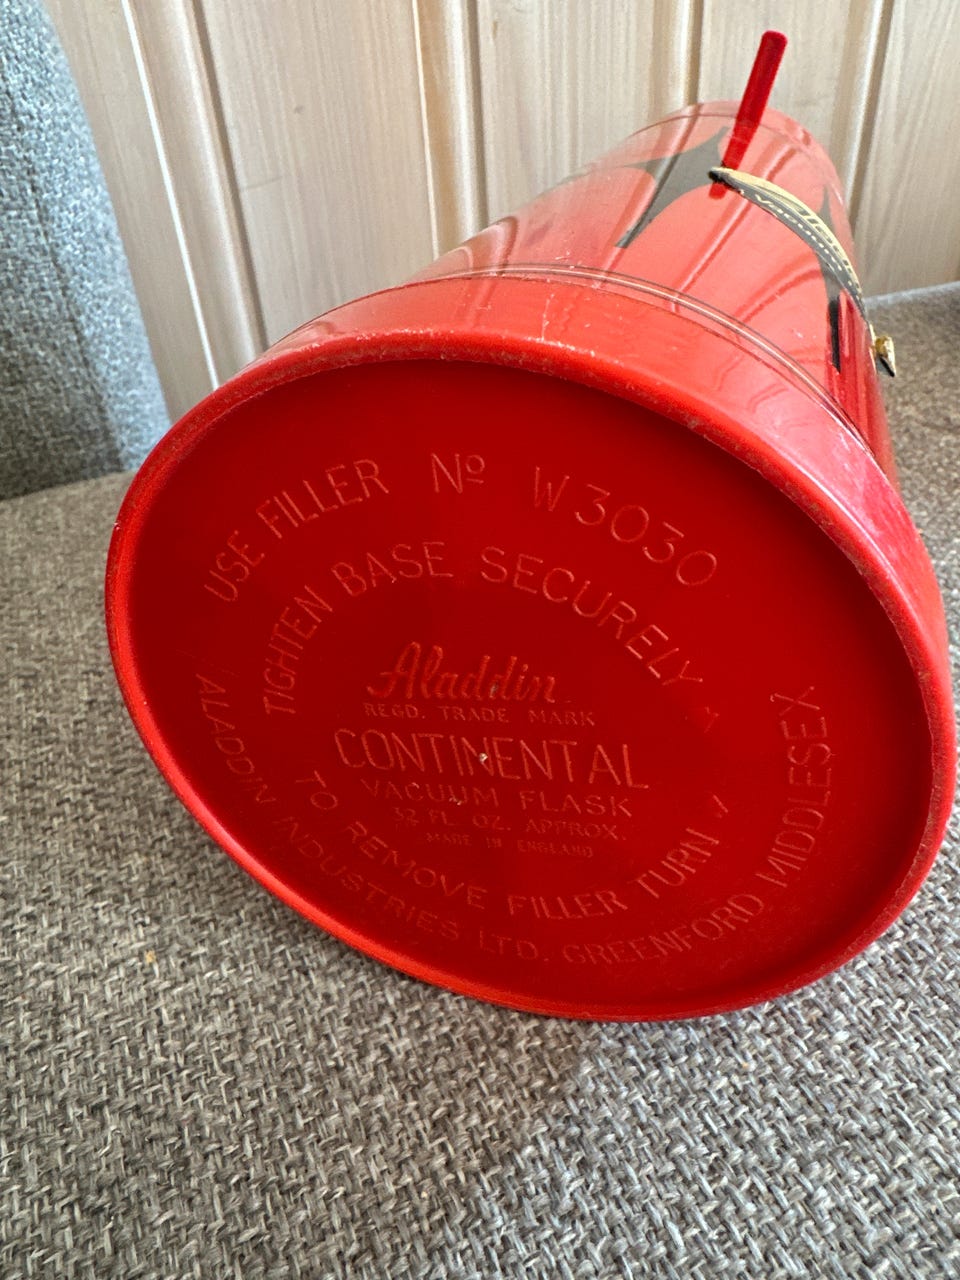 USE FILLER Nº W3030
TIGHTEN BASE SECURELY
Aladdin
REGD. TRADE MARK
CONTINENTAL
VACUUM FLASK
32 FL. OZ. APPROX.
MADE IN ENGLAND
TO REMOVE FILLER TURN
ALADDIN INDUSTRIES LTD. GREENFORD MIDDLESEX